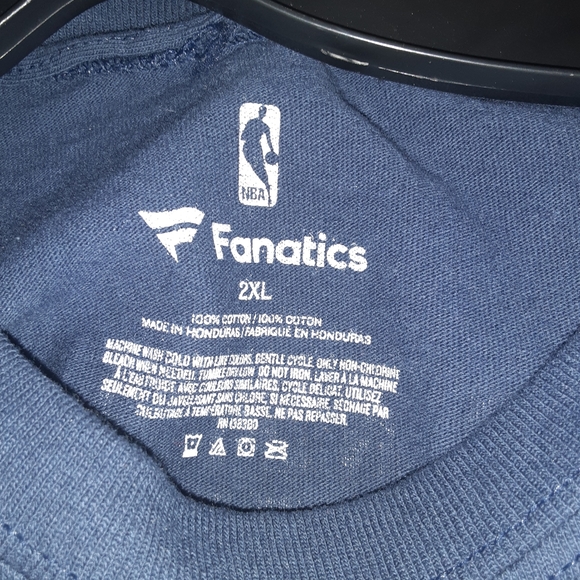 NBA
Fanatics
2XL
100% COTTON / 100% COTON
MADE IN HONDURAS / FABRIQUÉ EN HONDURAS
MACHINE WASH COLD WITH LIKE COLORS. GENTLE CYCLE. ONLY NON-CHLORINE
BLEACH WHEN NEEDED. TUMBLE DRY LOW. DO NOT IRON. LAVER À LA MACHINE
À L'EAU FROIDE AVEC COULEURS SIMILAIRES. CYCLE DELICAT. UTILISEZ
SEULEMENT DU JAVELISANT SANS CHLORE, SI NÉCESSAIRE. SÉCHAGE PAR
CULBUTAGE À TEMPÉRATURE BASSE. NE PAS REPASSER.